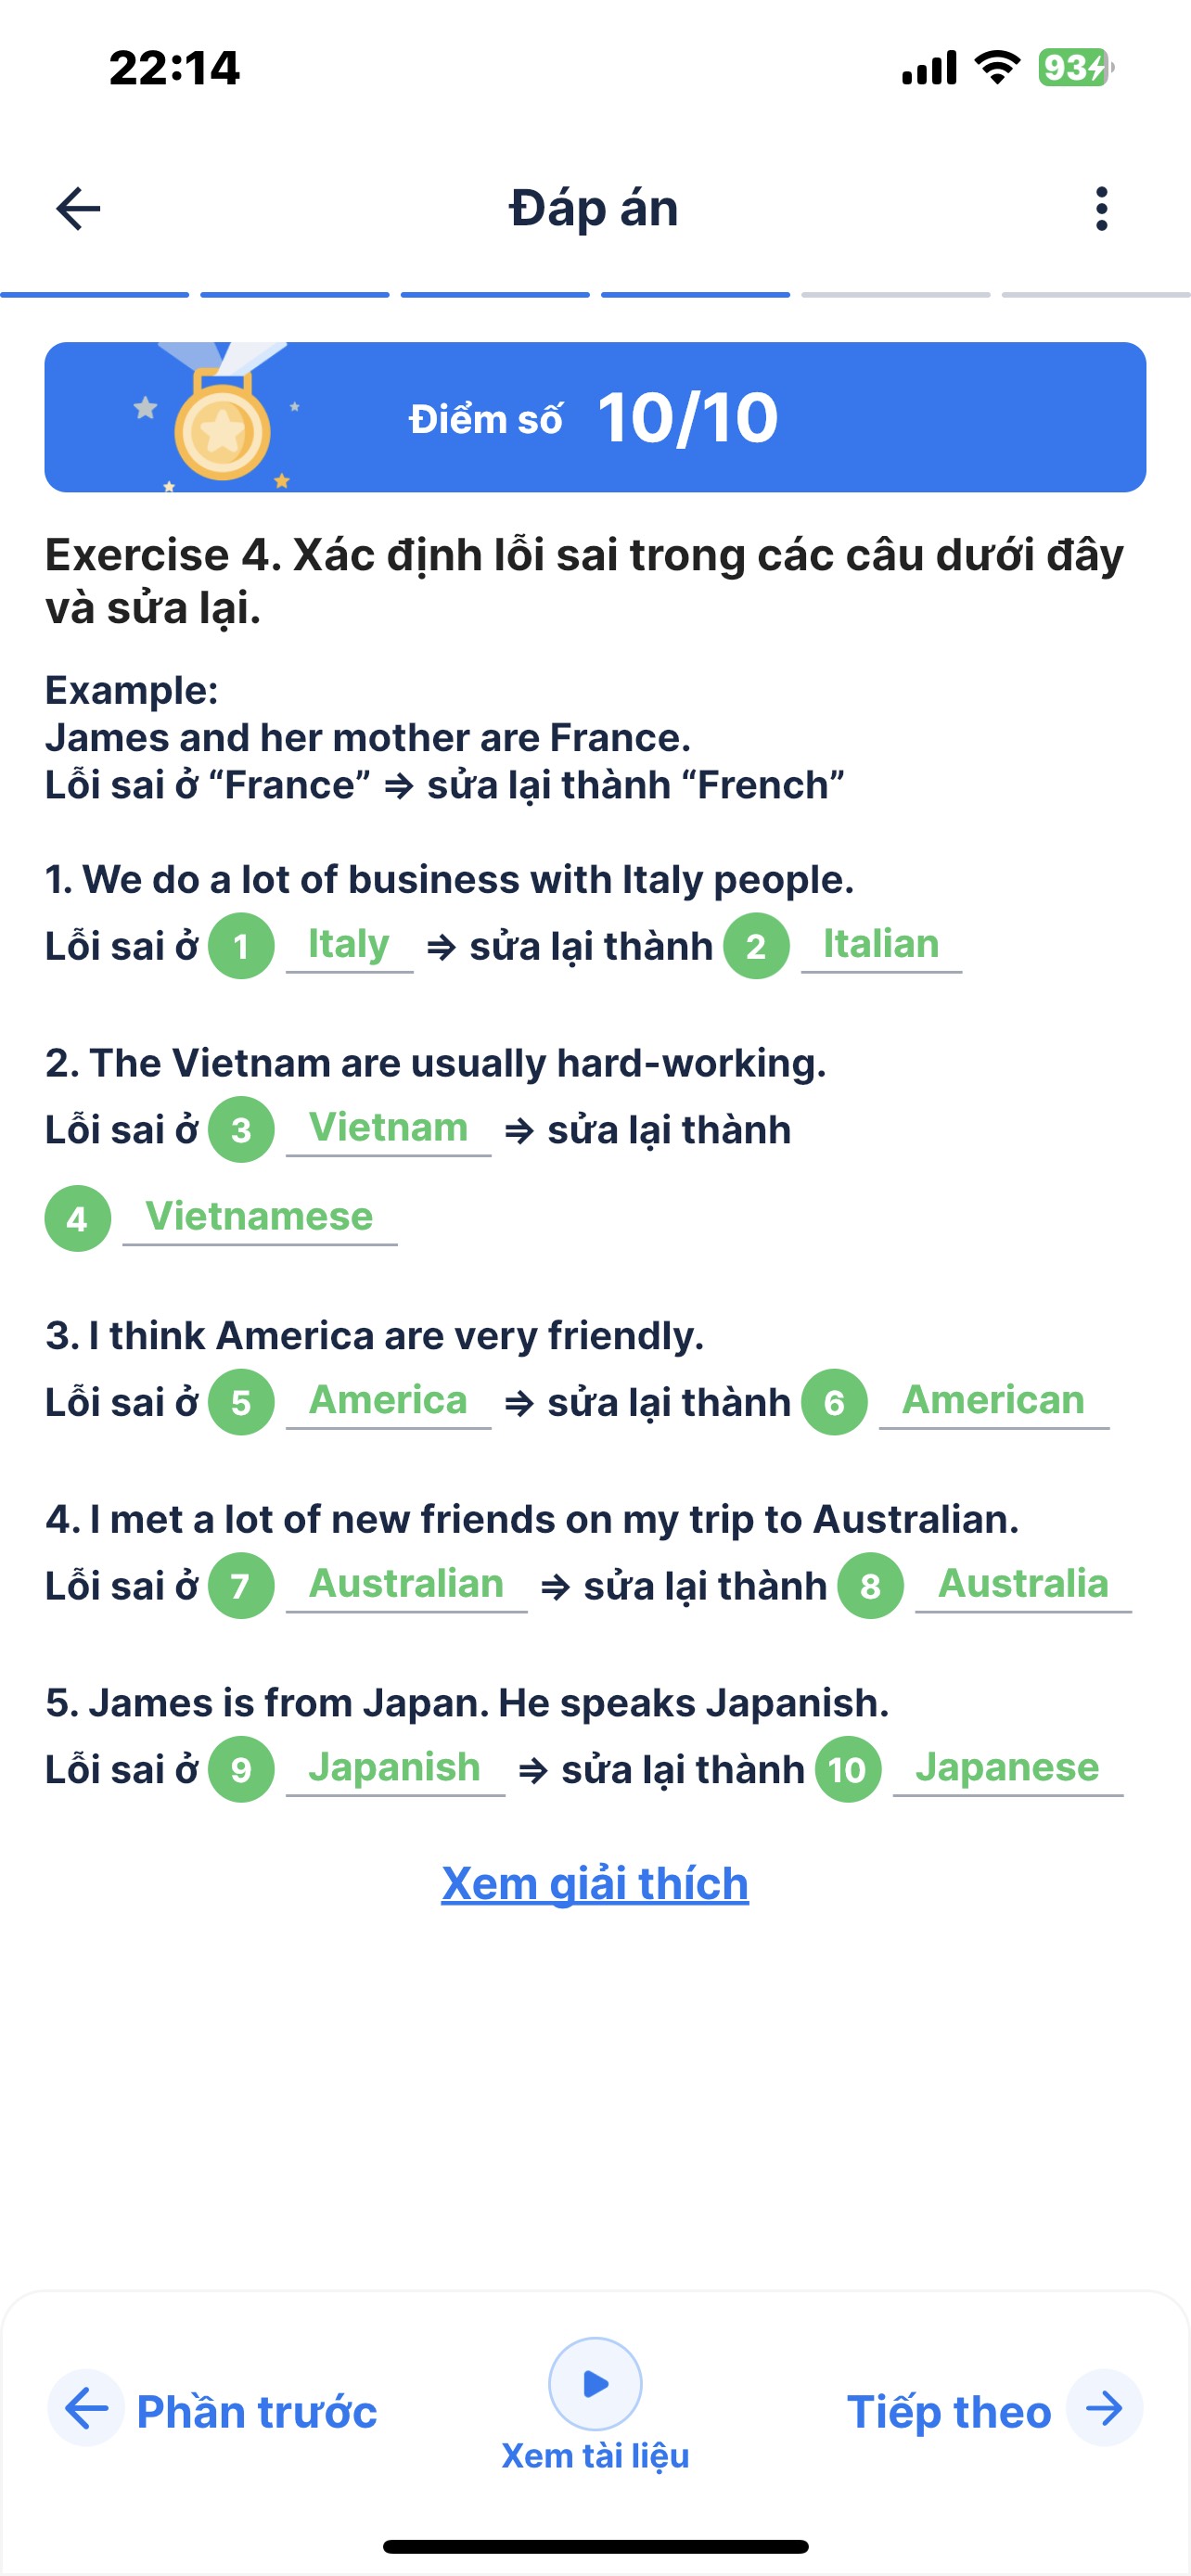 22:14
93
Đáp án
Điểm số 10/10
Exercise 4. Xác định lỗi sai trong các câu dưới đây
và sửa lại.
Example:
James and her mother are France.
Lỗi sai ở “France” ⇒ sửa lại thành “French”
1. We do a lot of business with Italy people.
Lỗi sai ở 1 Italy ⇒ sửa lại thành 2 Italian
2. The Vietnam are usually hard-working.
Lỗi sai ở 3 Vietnam ⇒ sửa lại thành
4 Vietnamese
3. I think America are very friendly.
Lỗi sai ở 5 America ⇒ sửa lại thành 6 American
4. I met a lot of new friends on my trip to Australian.
Lỗi sai ở 7 Australian ⇒ sửa lại thành 8 Australia
5. James is from Japan. He speaks Japanish.
Lỗi sai ở 9 Japanish ⇒ sửa lại thành 10 Japanese
Xem giải thích
Phần trước
Xem tài liệu
Tiếp theo